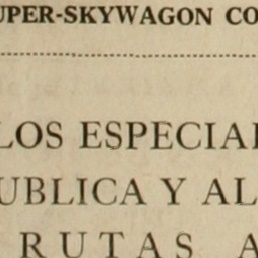 UPER-SKYWAGON CO
LOS ESPECIAL
UBLICA Y AL
RUTAS A